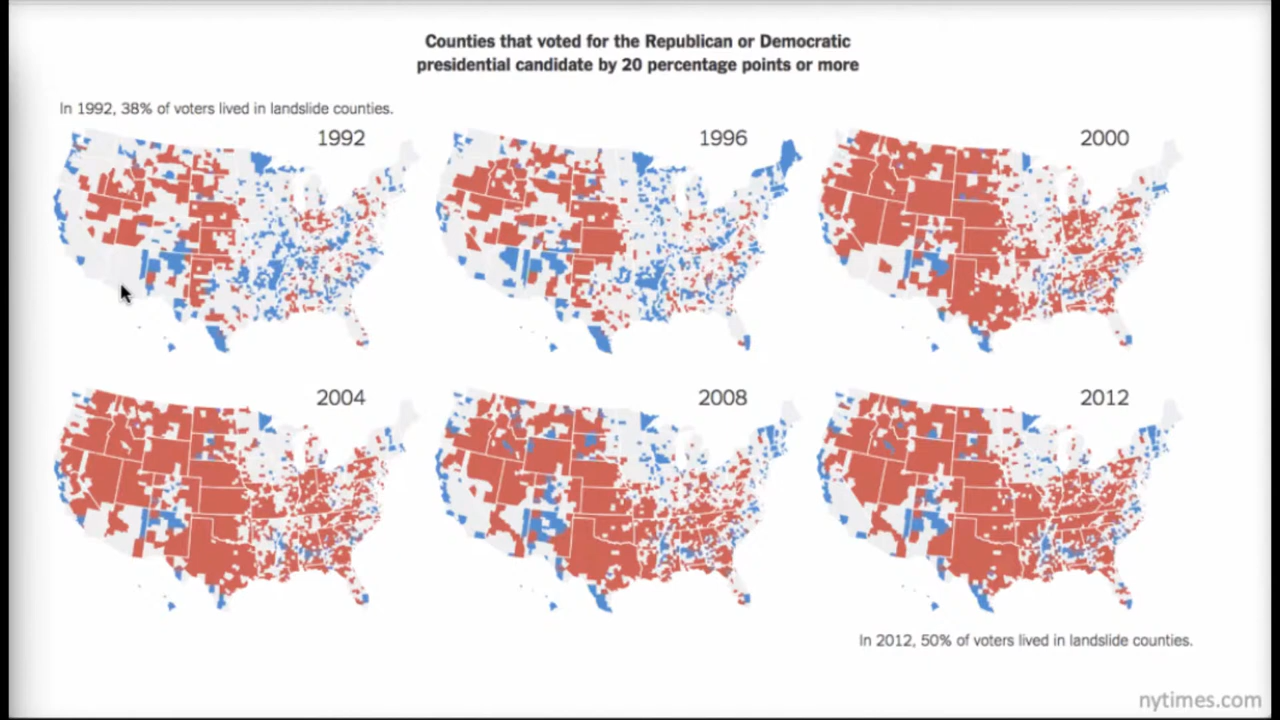 Counties that voted for the Republican or Democratic
presidential candidate by 20 percentage points or more
In 1992, 38% of voters lived in landslide counties.
1992
1996
2000
2004
2008
2012
In 2012, 50% of voters lived in landslide counties.
nytimes.com